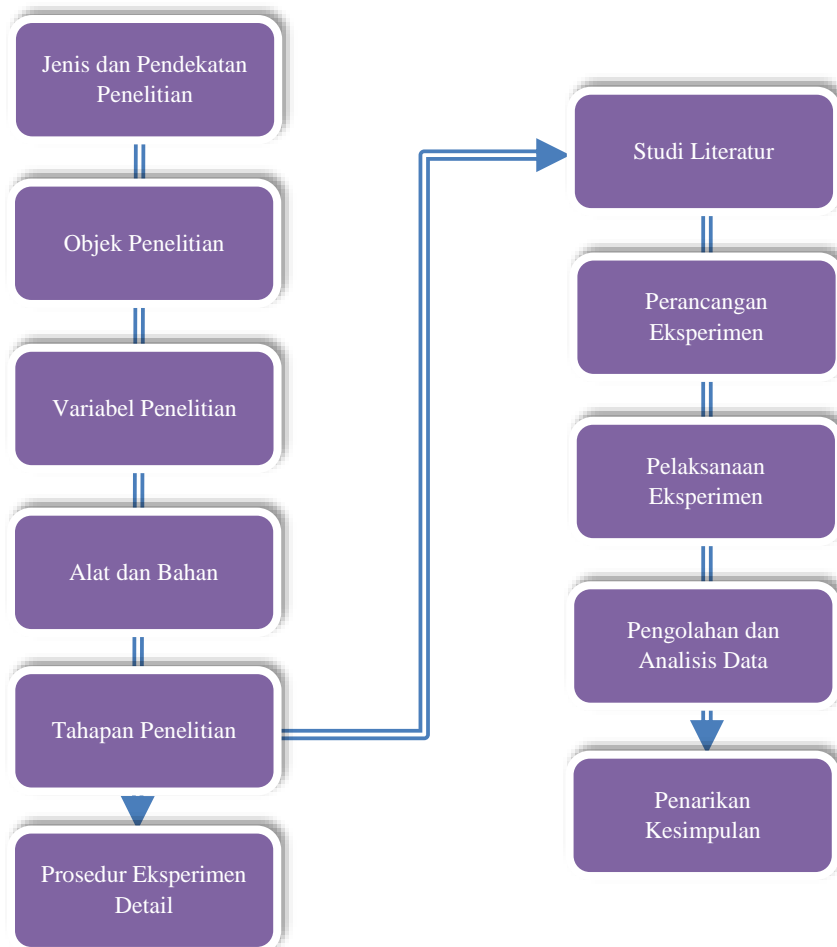 Jenis dan Pendekatan
Penelitian
Objek Penelitian
Variabel Penelitian
Alat dan Bahan
Tahapan Penelitian
Prosedur Eksperimen
Detail
Studi Literatur
Perancangan
Eksperimen
Pelaksanaan
Eksperimen
Pengolahan dan
Analisis Data
Penarikan
Kesimpulan